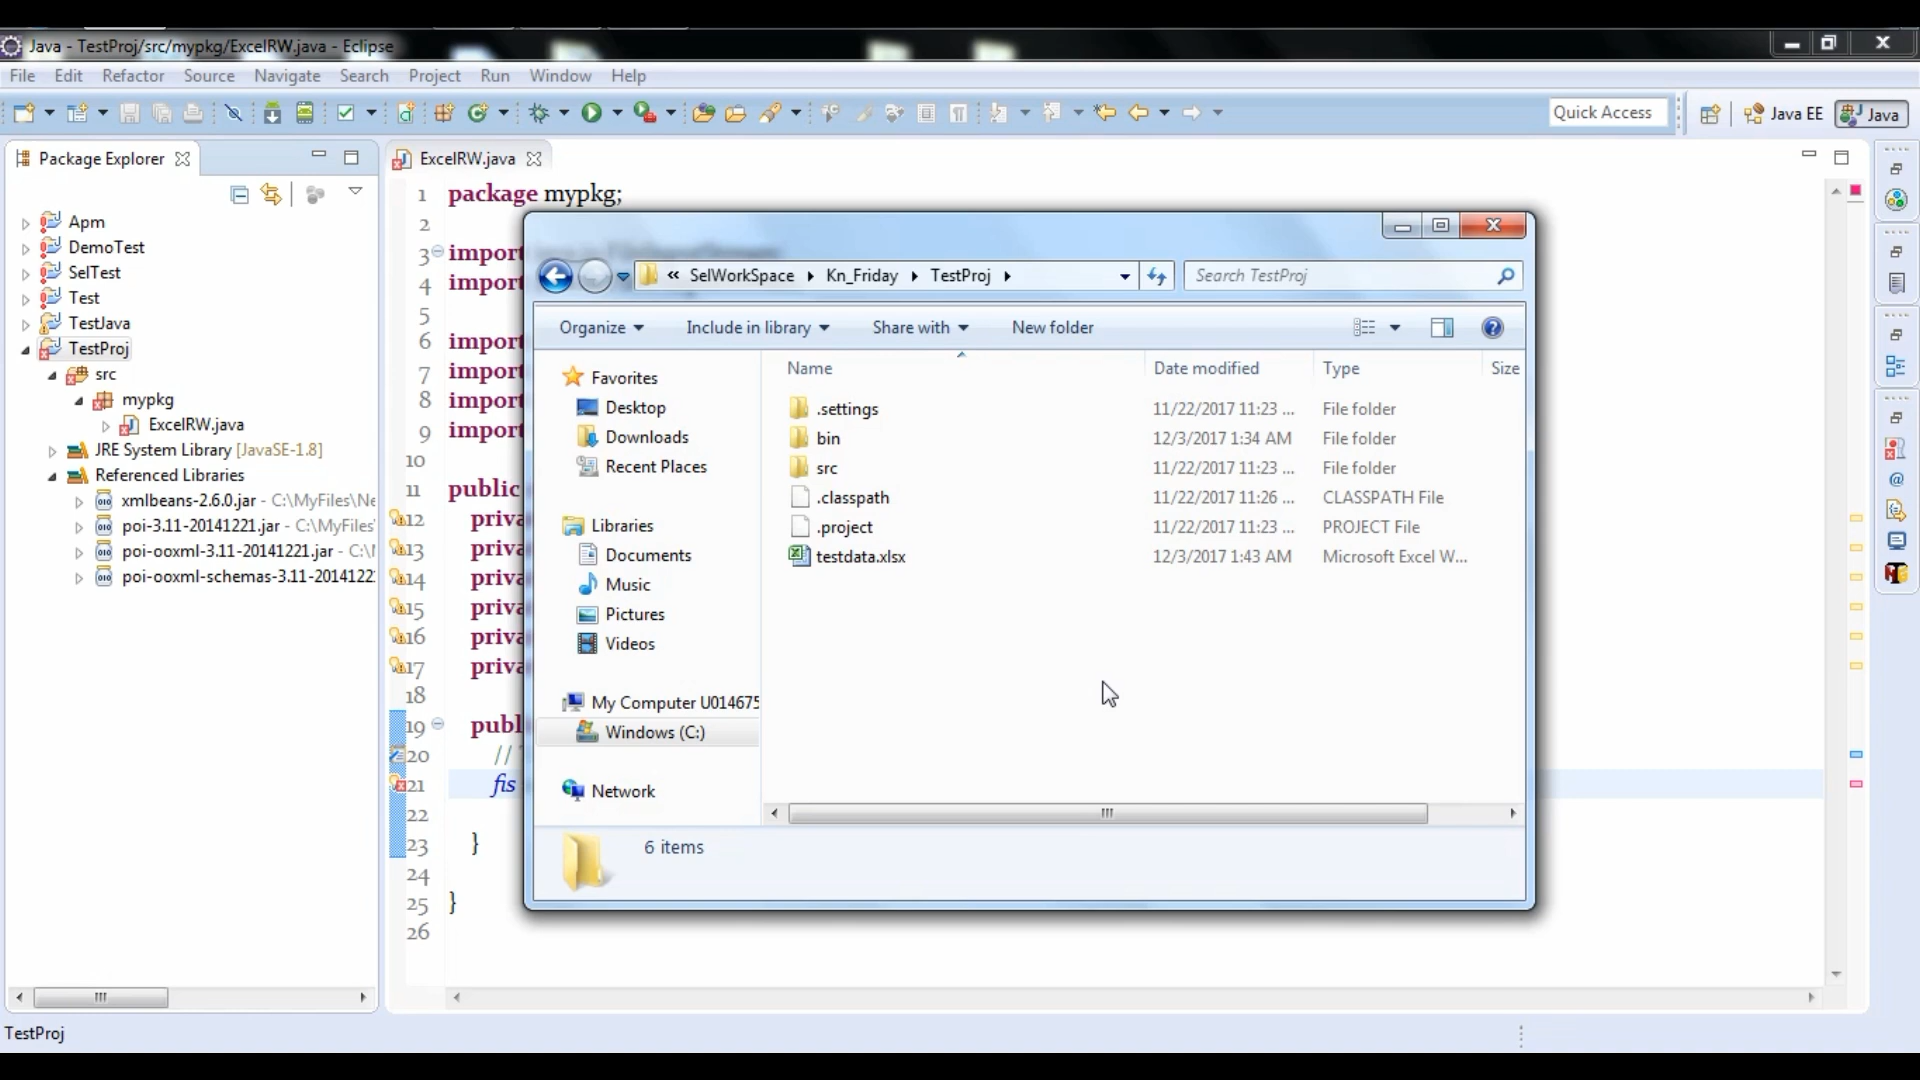 Java - TestProj/src/mypkg/ExcelRW.java - Eclipse
File Edit Refactor Source Navigate Search Project Run Window Help
Quick Access Java EE Java
Package Explorer
ExcelRW.java
Apm
DemoTest
SelTest
Test
TestJava
TestProj
src
mypkg
ExcelRW.java
JRE System Library [JavaSE-1.8]
Referenced Libraries
xmlbeans-2.6.0.jar - C:\MyFiles\Ne
poi-3.11-20141221.jar - C:\MyFiles'
poi-ooxml-3.11-20141221.jar - C:\
poi-ooxml-schemas-3.11-2014122
1 package mypkg;
2
3 import
4 import
5
6 import
7 import
8 import
9 import
10
11 public
12 priva
13 priva
14 priva
15 priva
16 priva
17 priva
18
19 publ
20 //
21 fis
22
23 }
24
25 }
26
« SelWorkSpace Kn_Friday TestProj
Search TestProj
Organize Include in library Share with New folder
Favorites
Desktop
Downloads
Recent Places
Libraries
Documents
Music
Pictures
Videos
My Computer U014675
Windows (C:)
Network
Name Date modified Type Size
.settings 11/22/2017 11:23 ... File folder
bin 12/3/2017 1:34 AM File folder
src 11/22/2017 11:23 ... File folder
.classpath 11/22/2017 11:26 ... CLASSPATH File
.project 11/22/2017 11:23 ... PROJECT File
testdata.xlsx 12/3/2017 1:43 AM Microsoft Excel W...
6 items
TestProj